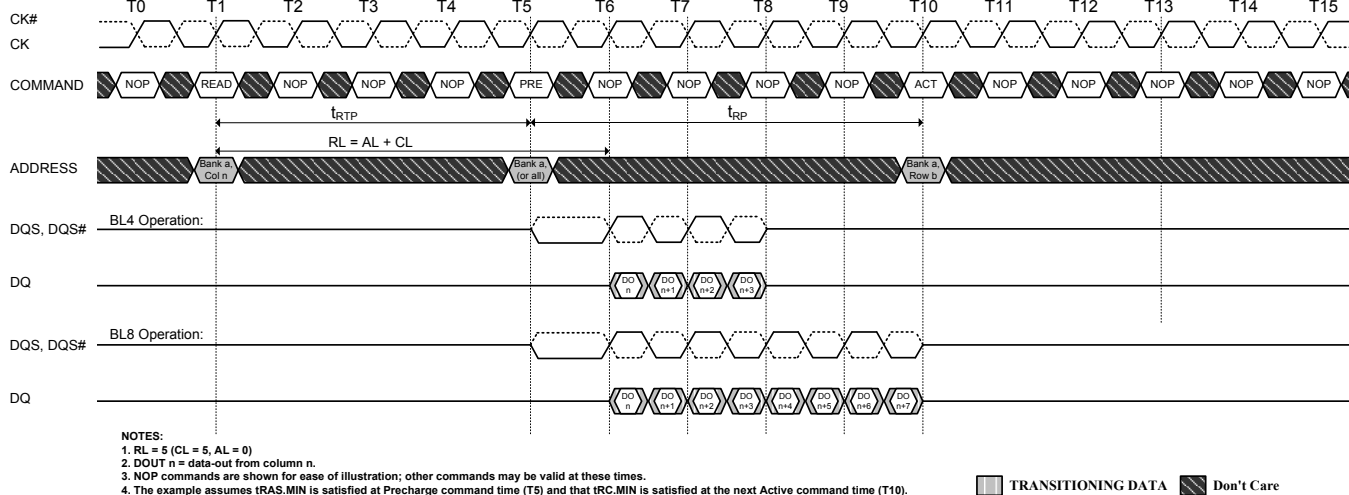 T0 T1 T2 T3 T4 T5 T6 T7 T8 T9 T10 T11 T12 T13 T14 T15
CK#
CK
COMMAND NOP READ NOP NOP NOP PRE NOP NOP NOP NOP ACT NOP NOP NOP NOP NOP
tRTP tRP
RL = AL + CL
ADDRESS
Bank a, Col n
Bank a, (or all)
Bank a, Row b
BL4 Operation:
DQS, DQS#
DQ
DO n DO n+1 DO n+2 DO n+3
BL8 Operation:
DQS, DQS#
DQ
DO n DO n+1 DO n+2 DO n+3 DO n+4 DO n+5 DO n+6 DO n+7
NOTES:
1. RL = 5 (CL = 5, AL = 0)
2. DOUT n = data-out from column n.
3. NOP commands are shown for ease of illustration; other commands may be valid at these times.
4. The example assumes tRAS.MIN is satisfied at Precharge command time (T5) and that tRC.MIN is satisfied at the next Active command time (T10).
TRANSITIONING DATA Don't Care